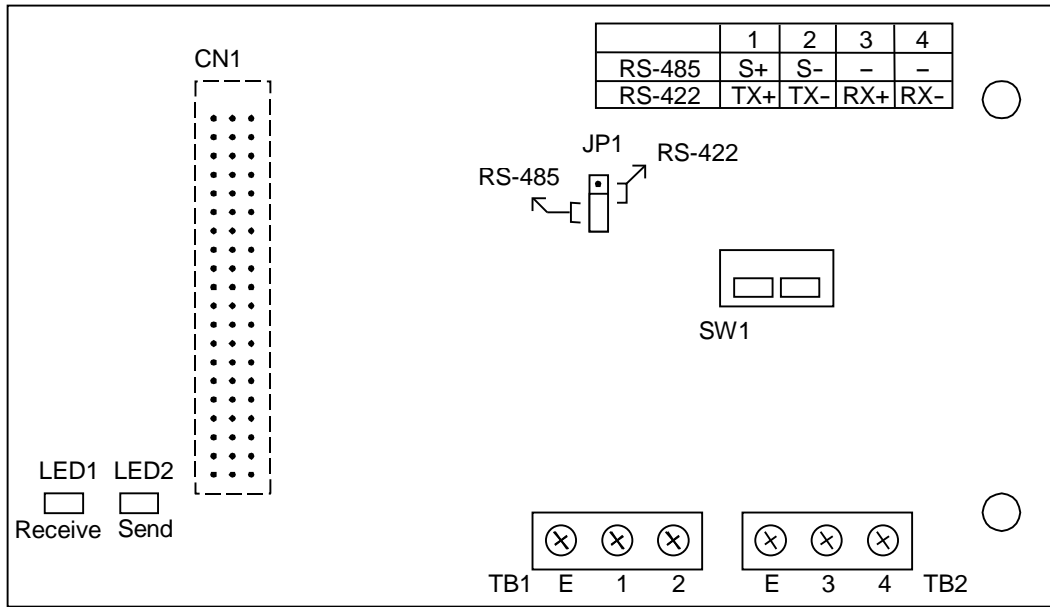 1 2 3 4
RS-485 S+ S- – –
RS-422 TX+ TX- RX+ RX-
CN1
JP1
RS-422
RS-485
SW1
LED1 LED2
Receive Send
TB1 E 1 2 E 3 4 TB2